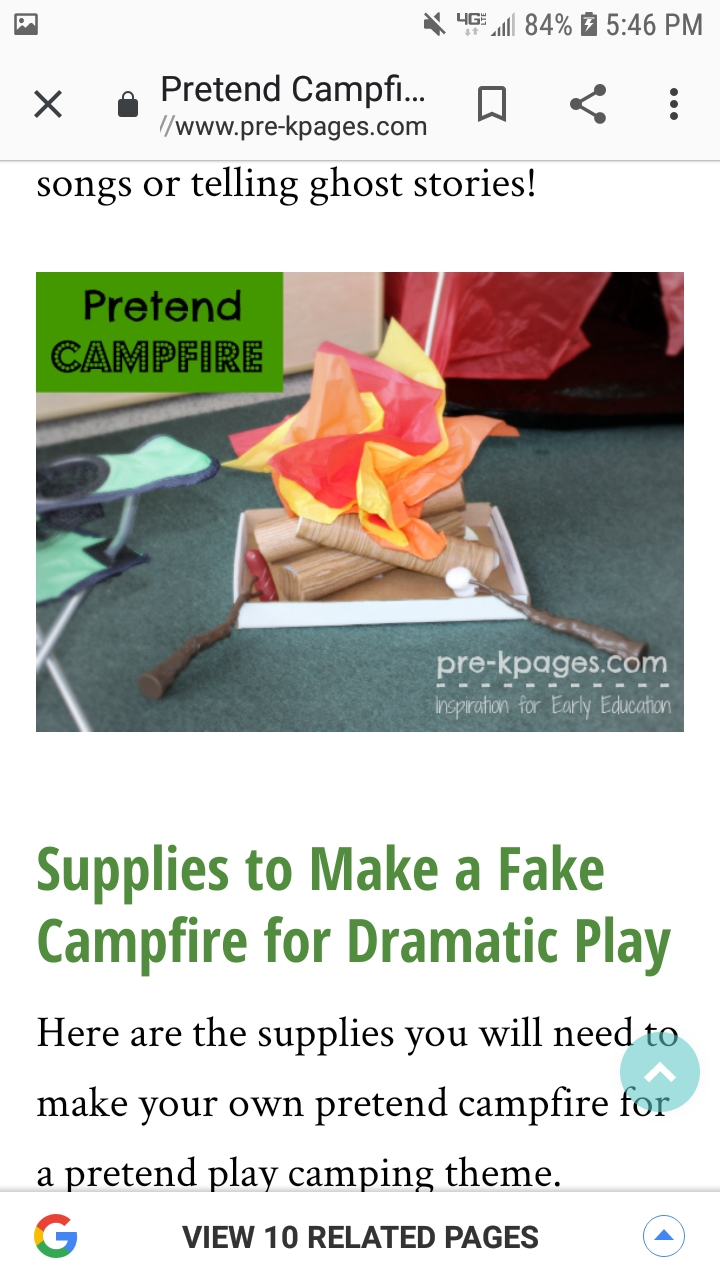 4GE 84% 5:46 PM
Pretend Campfi...
//www.pre-kpages.com
songs or telling ghost stories!
Pretend
CAMPFIRE
pre-kpages.com
Inspiration for Early Education
Supplies to Make a Fake
Campfire for Dramatic Play
Here are the supplies you will need to
make your own pretend campfire for
a pretend play camping theme.
VIEW 10 RELATED PAGES